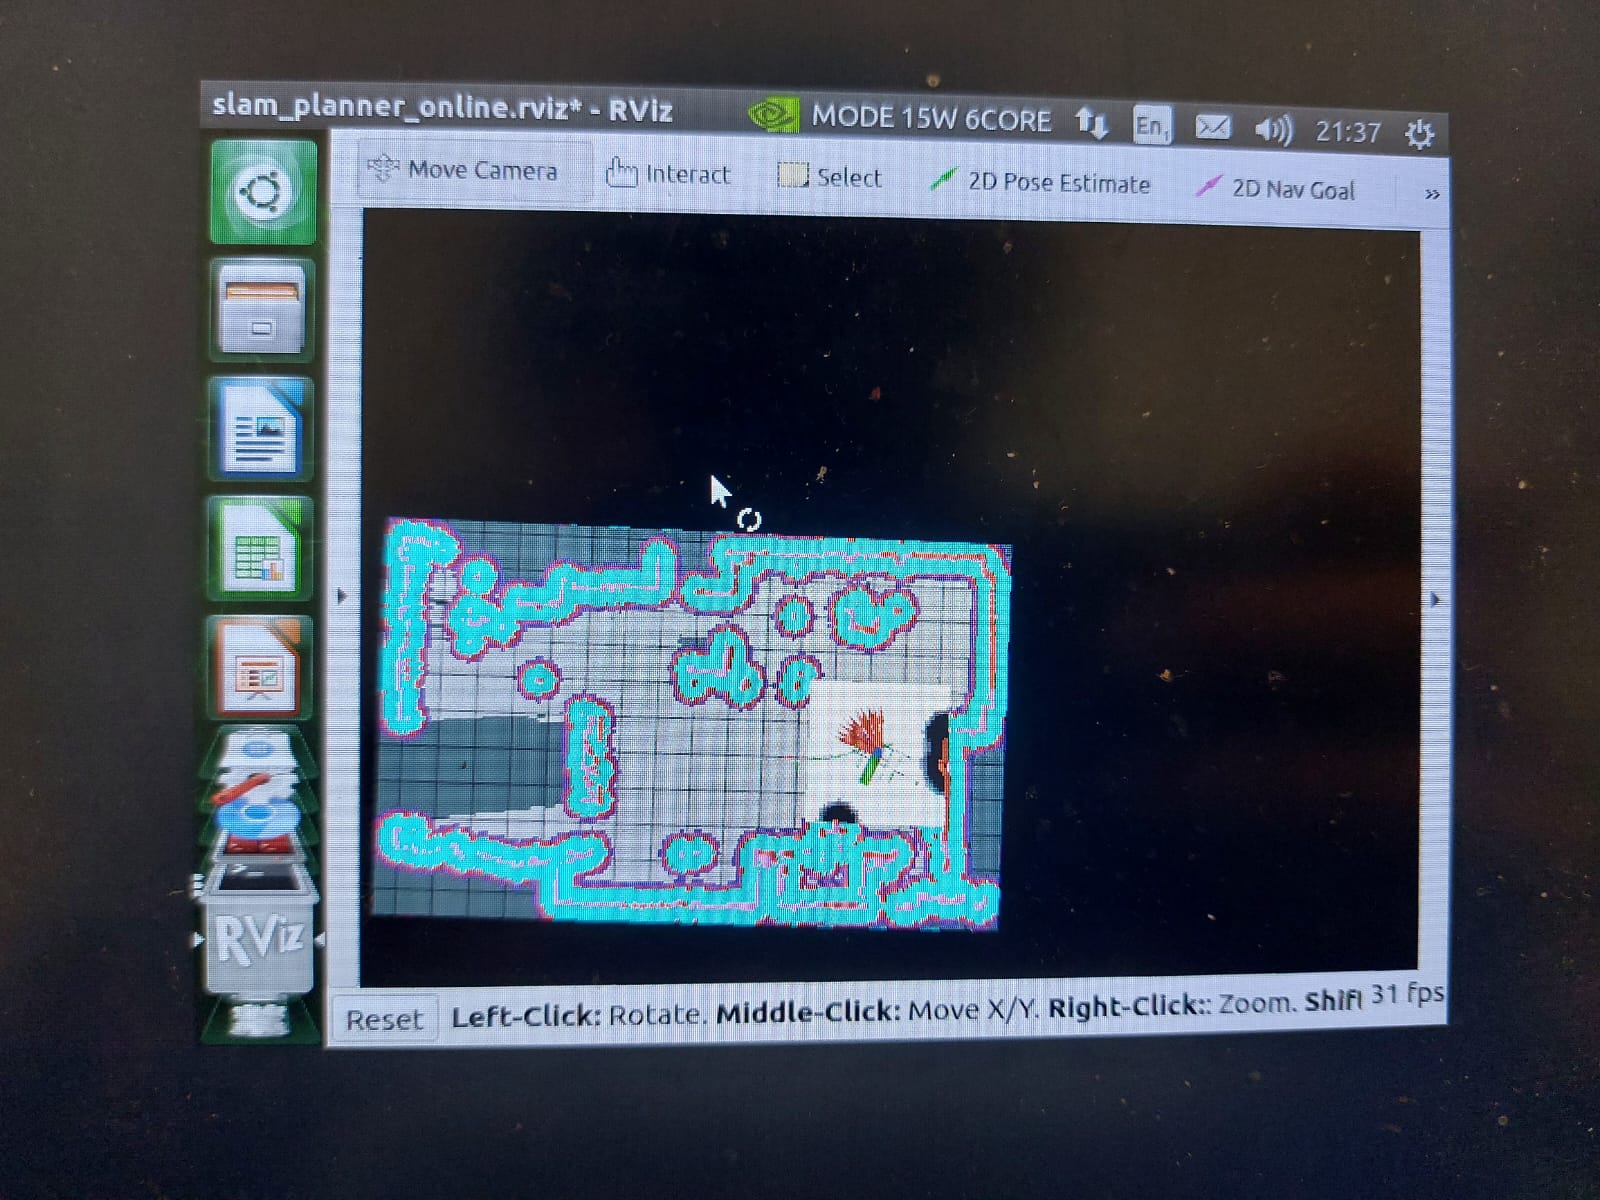 slam_planner_online.rviz* - RViz MODE 15W 6CORE En 21:37
Move Camera Interact Select 2D Pose Estimate 2D Nav Goal »
RViz
Reset Left-Click: Rotate. Middle-Click: Move X/Y. Right-Click:: Zoom. Shift 31 fps